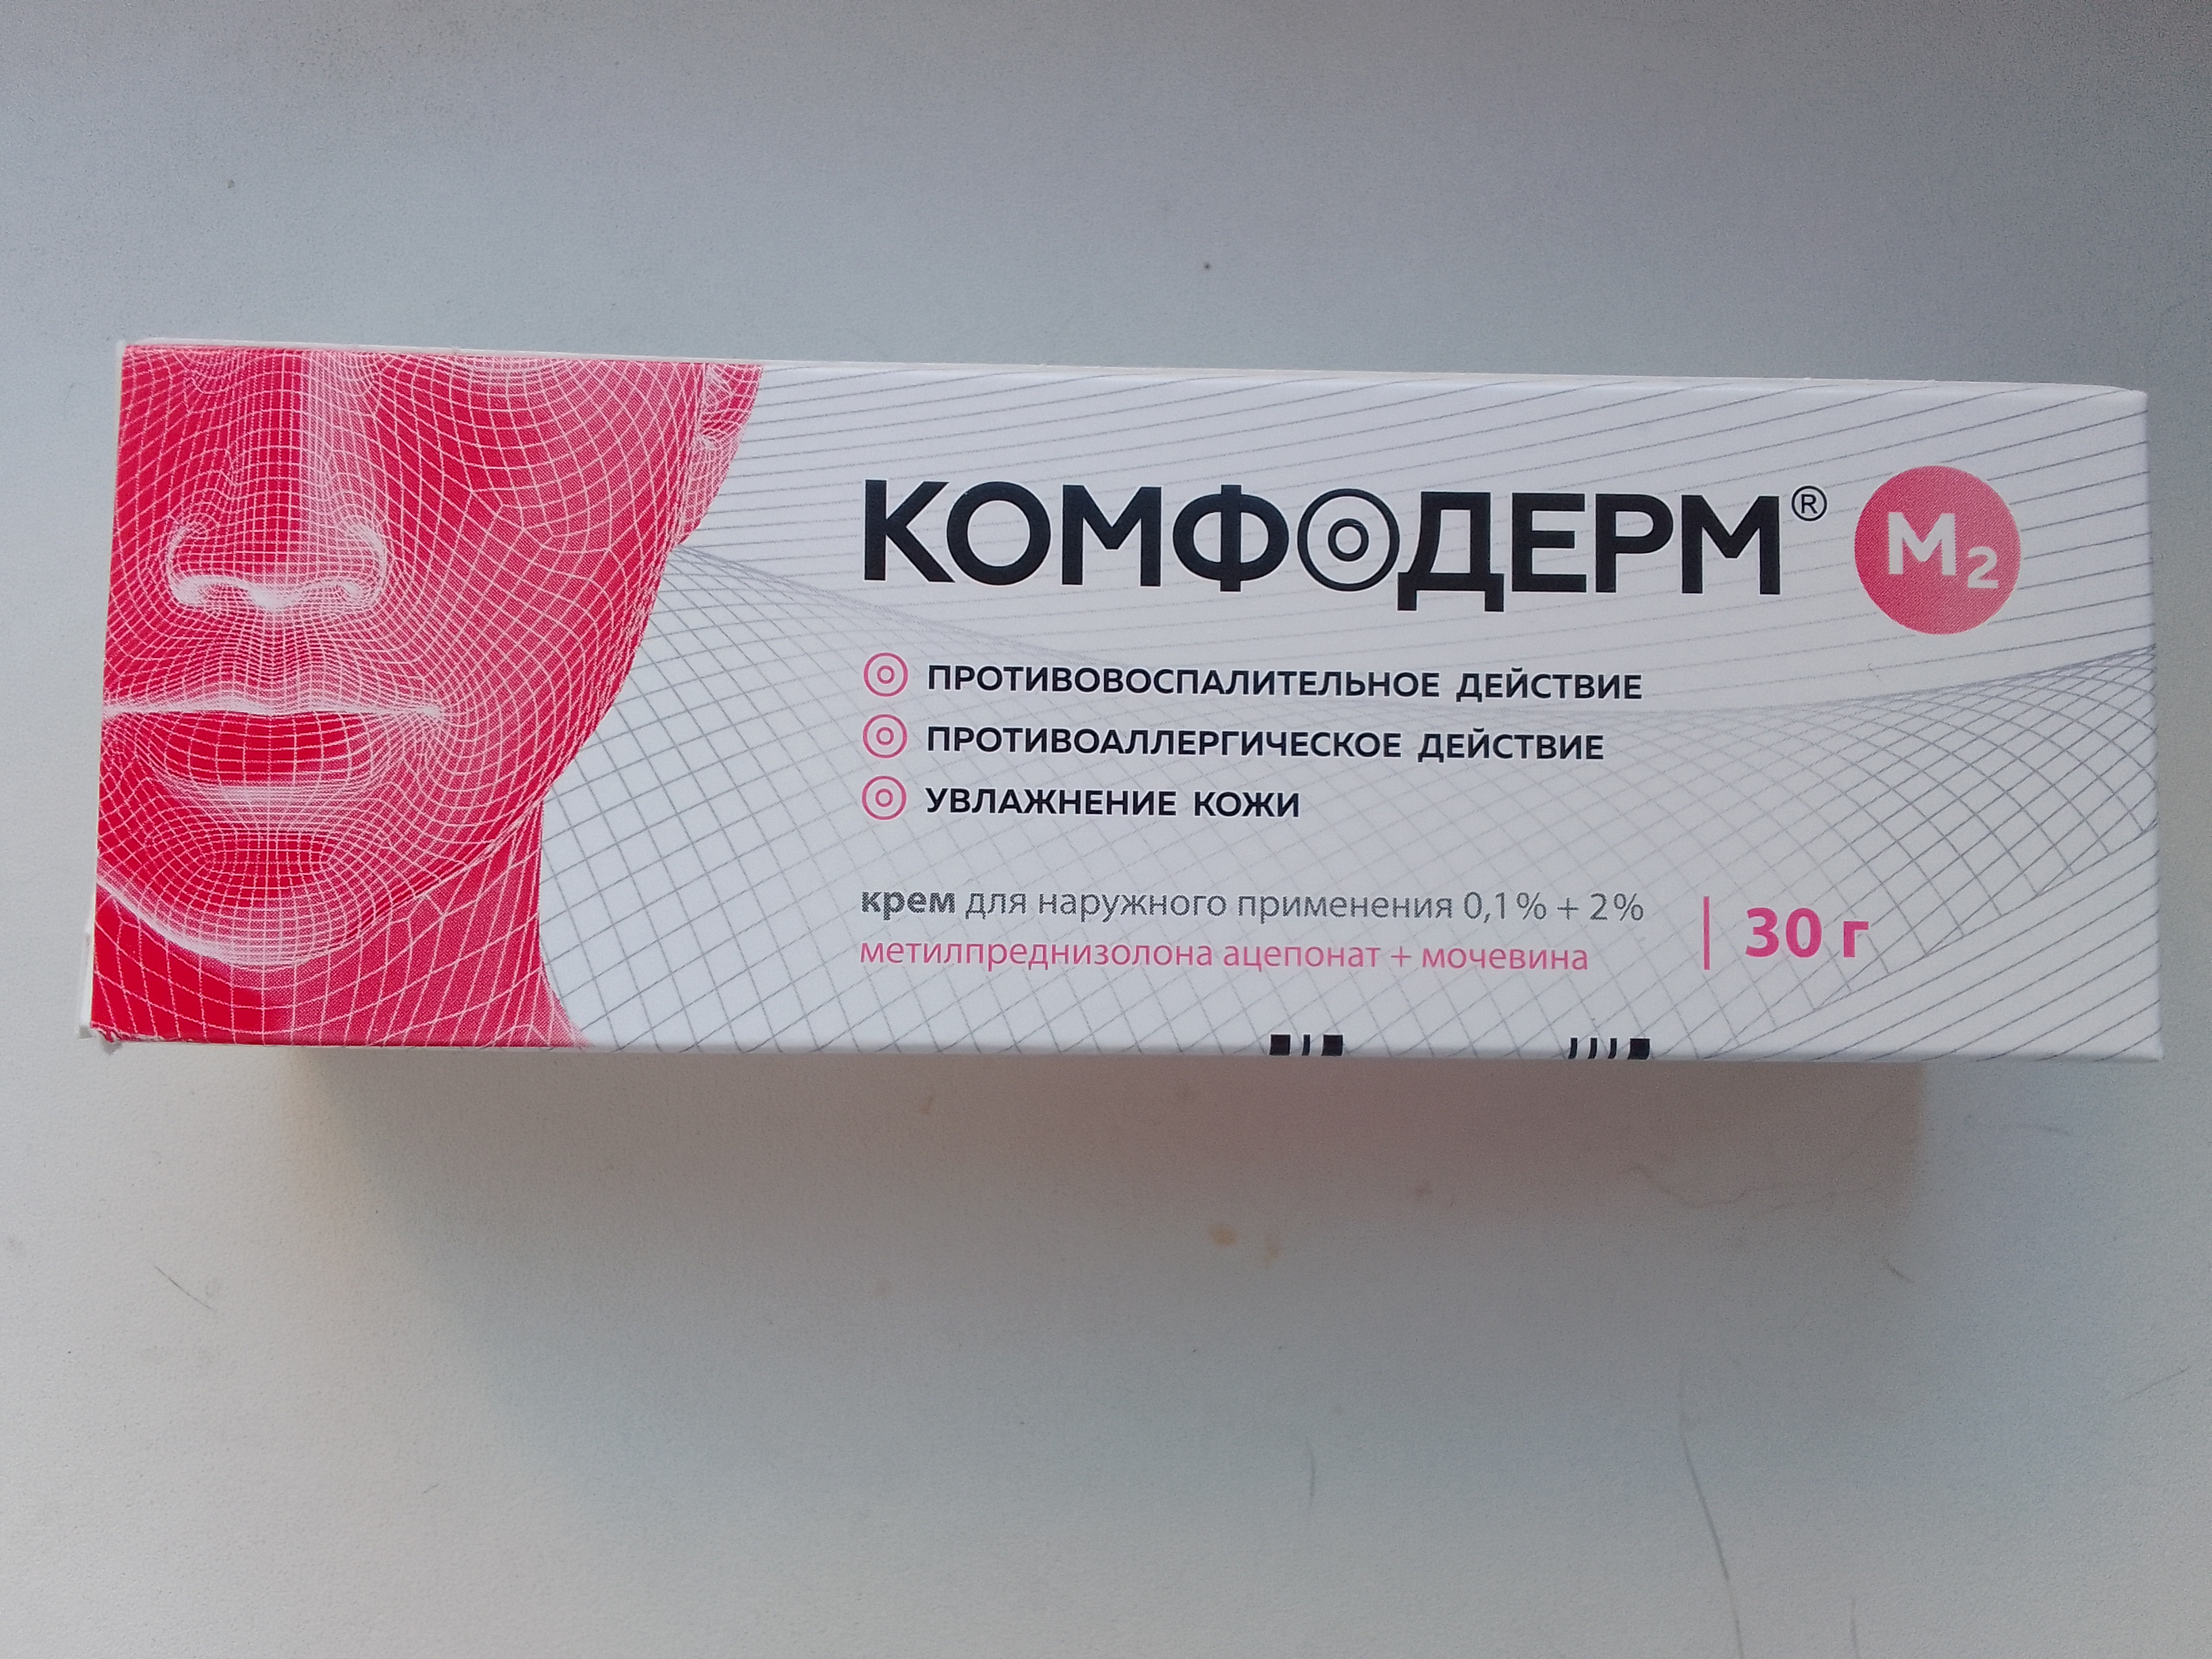 КОМФОДЕРМ® М2
ПРОТИВОВОСПАЛИТЕЛЬНОЕ ДЕЙСТВИЕ
ПРОТИВОАЛЛЕРГИЧЕСКОЕ ДЕЙСТВИЕ
УВЛАЖНЕНИЕ КОЖИ
крем для наружного применения 0,1% + 2%
метилпреднизолона ацепонат + мочевина
30 г